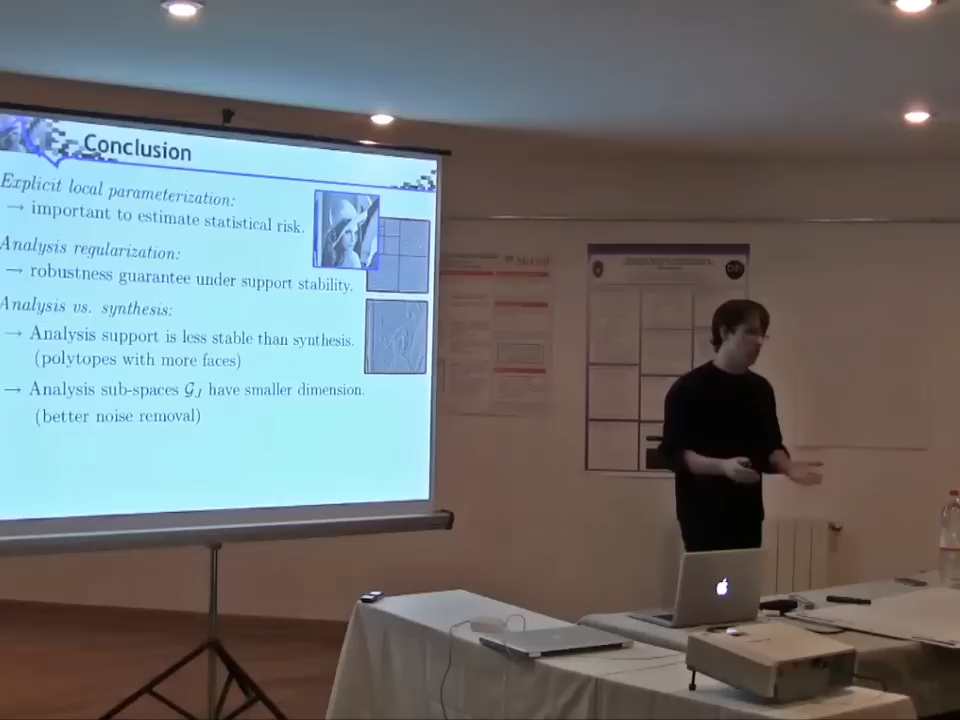 Conclusion
Explicit local parameterization:
→ important to estimate statistical risk.
Analysis regularization:
→ robustness guarantee under support stability.
Analysis vs. synthesis:
→ Analysis support is less stable than synthesis.
(polytopes with more faces)
→ Analysis sub-spaces 𝒢_J have smaller dimension.
(better noise removal)